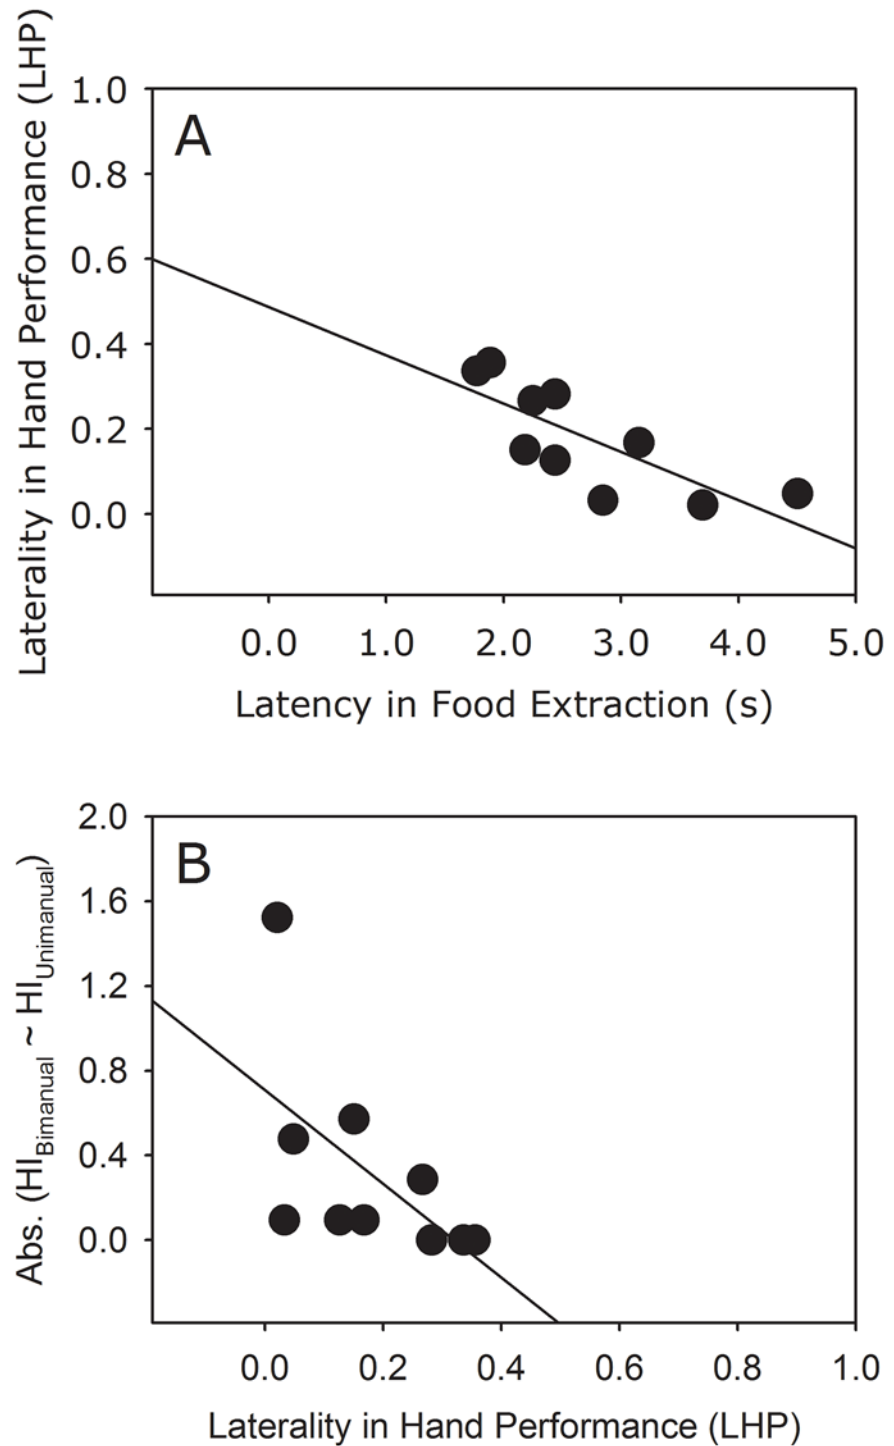 Laterality in Hand Performance (LHP)
A
1.0
0.8
0.6
0.4
0.2
0.0
0.0 1.0 2.0 3.0 4.0 5.0
Latency in Food Extraction (s)
Abs. (HI_Bimanual ~ HI_Unimanual)
B
2.0
1.6
1.2
0.8
0.4
0.0
0.0 0.2 0.4 0.6 0.8 1.0
Laterality in Hand Performance (LHP)